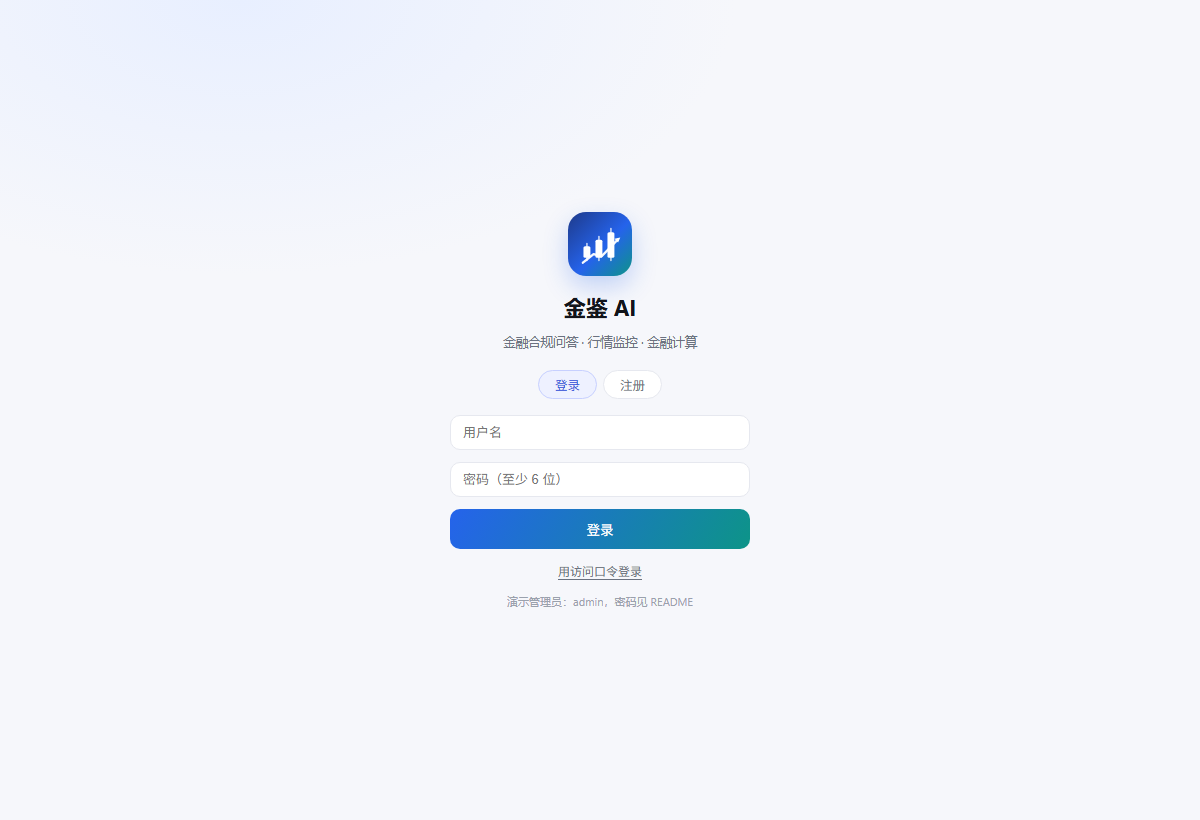 金鉴 AI
金融合规问答 · 行情监控 · 金融计算
登录 注册
用户名
密码（至少 6 位）
登录
用访问口令登录
演示管理员：admin，密码见 README